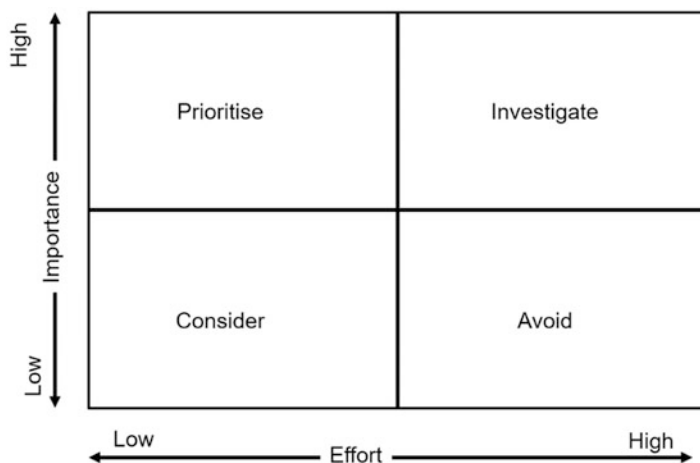 High
Prioritise
Investigate
Importance
Consider
Avoid
Low
Low
Effort
High